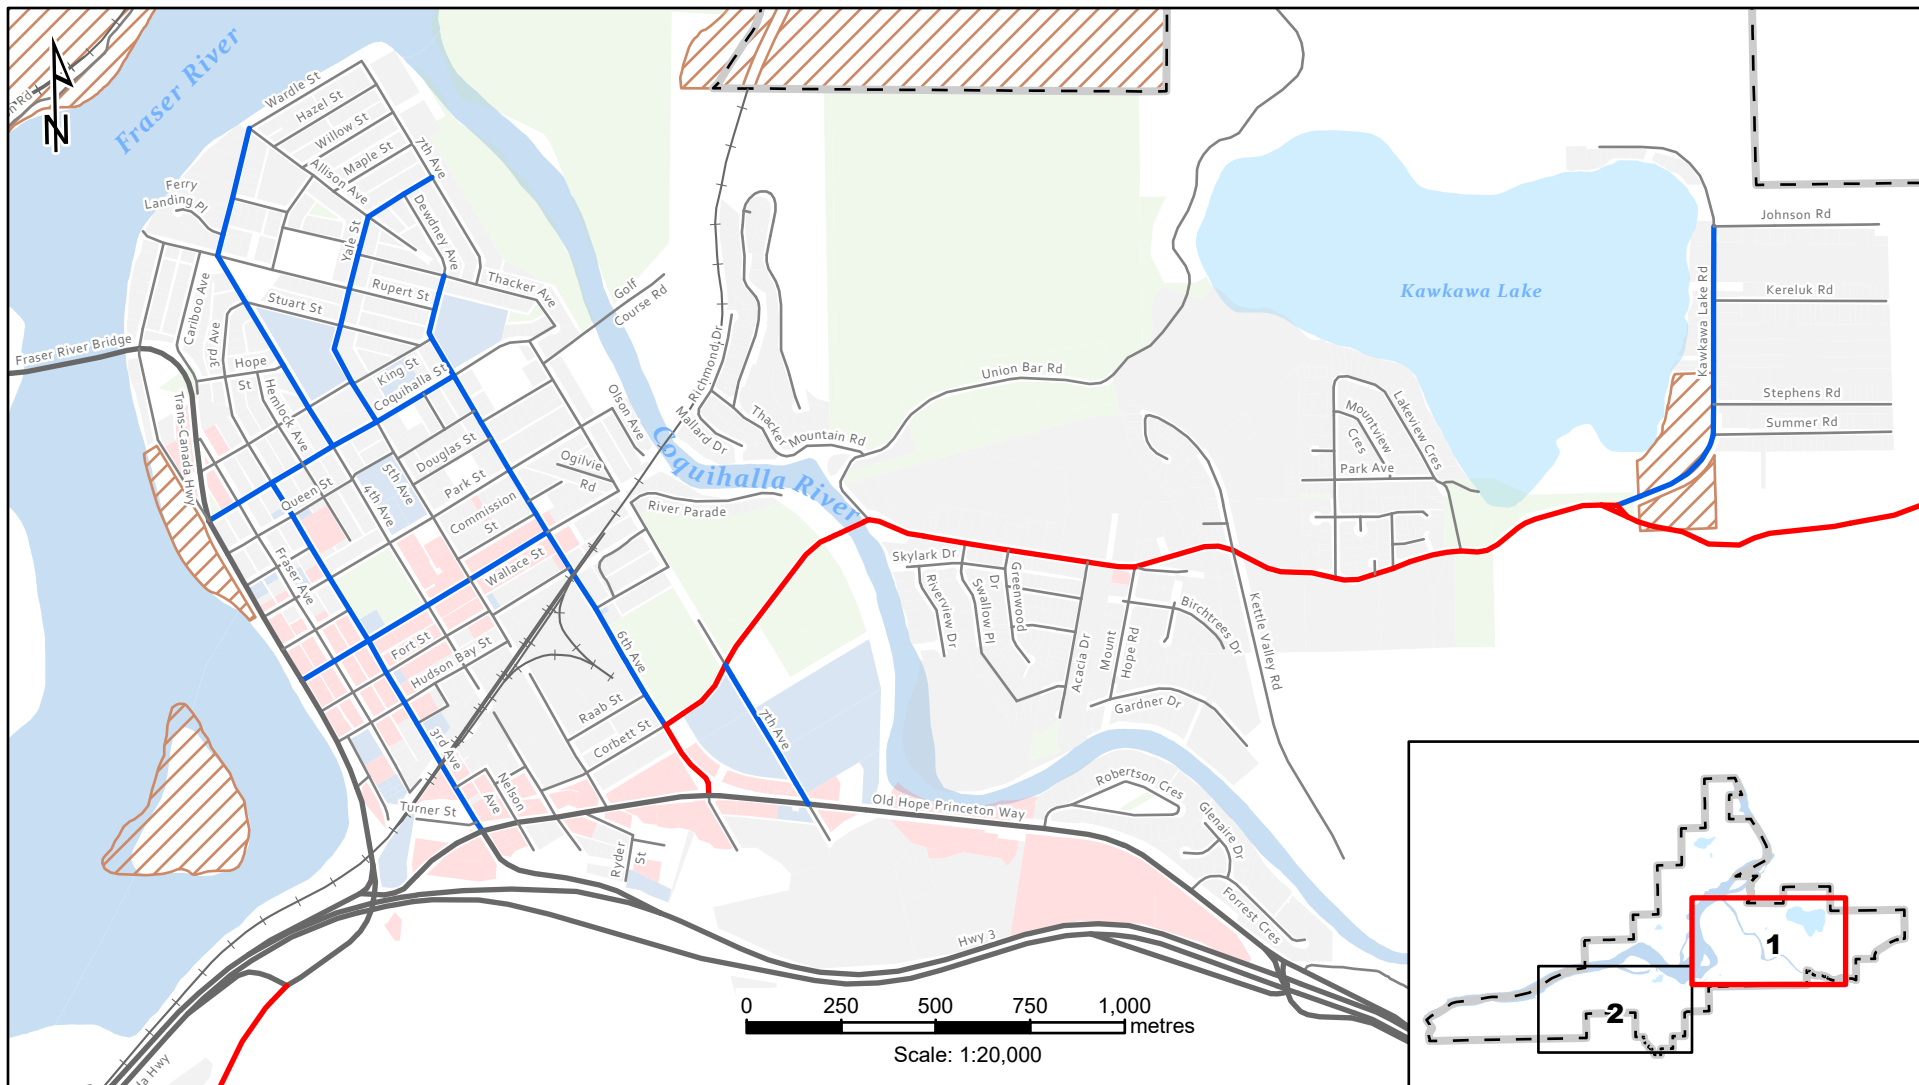 Fraser River
n Rd
N
Wardle St
Hazel St
Willow St
Maple St
Allison Ave
7th Ave
Ferry
Landing Pl
Yale St
Dewdney Ave
Thacker Ave
Rupert St
Stuart St
Cariboo Ave
3rd Ave
Golf
Course Rd
Fraser River Bridge
Hope
St
Hemlock Ave
King St
Coquihalla St
Trans-Canada Hwy
Queen St
Douglas St
5th Ave
4th Ave
Park St
Commission
St
Ogilvie
Rd
Olson Ave
Richmond Dr
Mallard Dr
Thacker
Mountain Rd
Union Bar Rd
Coquihalla River
River Parade
Kawkawa Lake
Johnson Rd
Kereluk Rd
Kawkawa Lake Rd
Stephens Rd
Summer Rd
Lakeview Cres
Mountview
Cres
Park Ave
Fraser Ave
Wallace St
Fort St
Hudson Bay St
6th Ave
Raab St
Corbett St
7th Ave
3rd Ave
Nelson
Ave
Turner St
Ryder
St
Skylark Dr
Riverview Dr
Swallow Pl
Greenwood
Dr
Acacia Dr
Mount
Hope Rd
Birchtrees Dr
Kettle Valley Rd
Gardner Dr
Robertson Cres
Glenaire Dr
Forrest Cres
Old Hope Princeton Way
Hwy 3
da Hwy
0 250 500 750 1,000
metres
Scale: 1:20,000
1
2